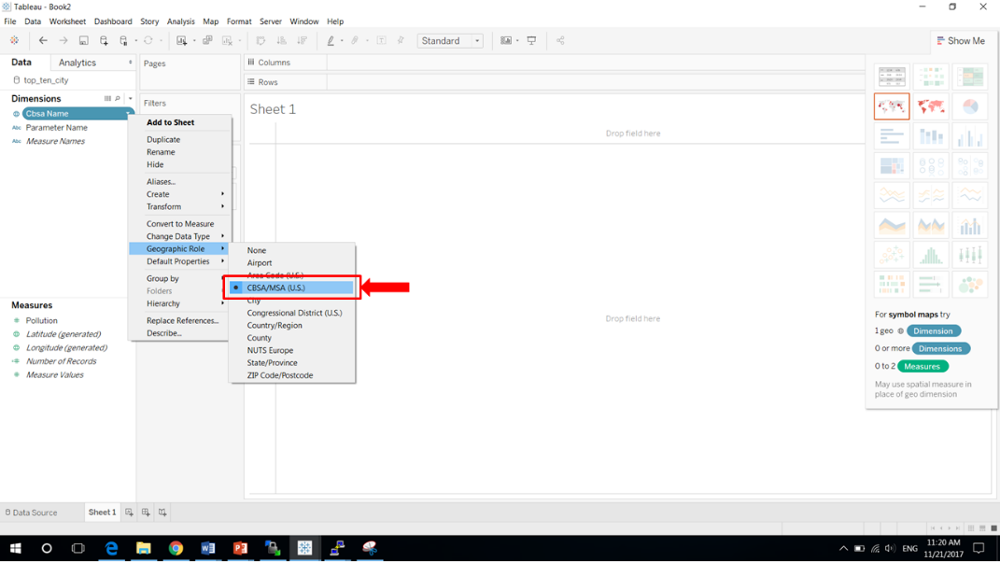 Tableau - Book2
File Data Worksheet Dashboard Story Analysis Map Format Server Window Help
Standard
Show Me
Data Analytics
Pages
Columns
top_ten_city
Rows
Dimensions
Filters
Cbsa Name
Sheet 1
Parameter Name
Add to Sheet
Abc Measure Names
Drop field here
Duplicate
Rename
Hide
Aliases...
Create
Transform
Convert to Measure
Change Data Type
Geographic Role
Default Properties
Group by
Folders
Hierarchy
Replace References...
Describe...
None
Airport
Area Code (U.S.)
CBSA/MSA (U.S.)
City
Congressional District (U.S.)
Country/Region
County
NUTS Europe
State/Province
ZIP Code/Postcode
Drop field here
Measures
Pollution
Latitude (generated)
Longitude (generated)
Number of Records
Measure Values
For symbol maps try
1 geo Dimension
0 or more Dimensions
0 to 2 Measures
May use spatial measure in
place of geo dimension
Data Source Sheet 1
ENG
11:20 AM
11/21/2017